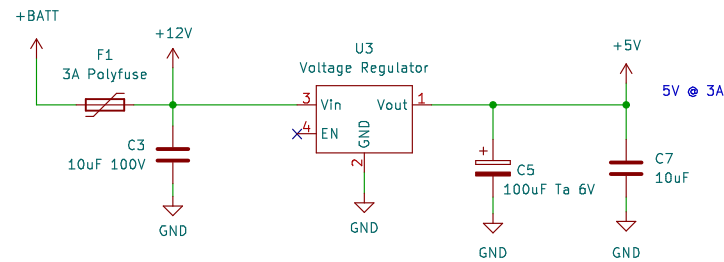 +BATT
F1
3A Polyfuse
+12V
C3
10uF 100V
GND
U3
Voltage Regulator
3 Vin Vout 1
4 EN
GND
2
GND
+
C5
100uF Ta 6V
GND
+5V
5V @ 3A
C7
10uF
GND